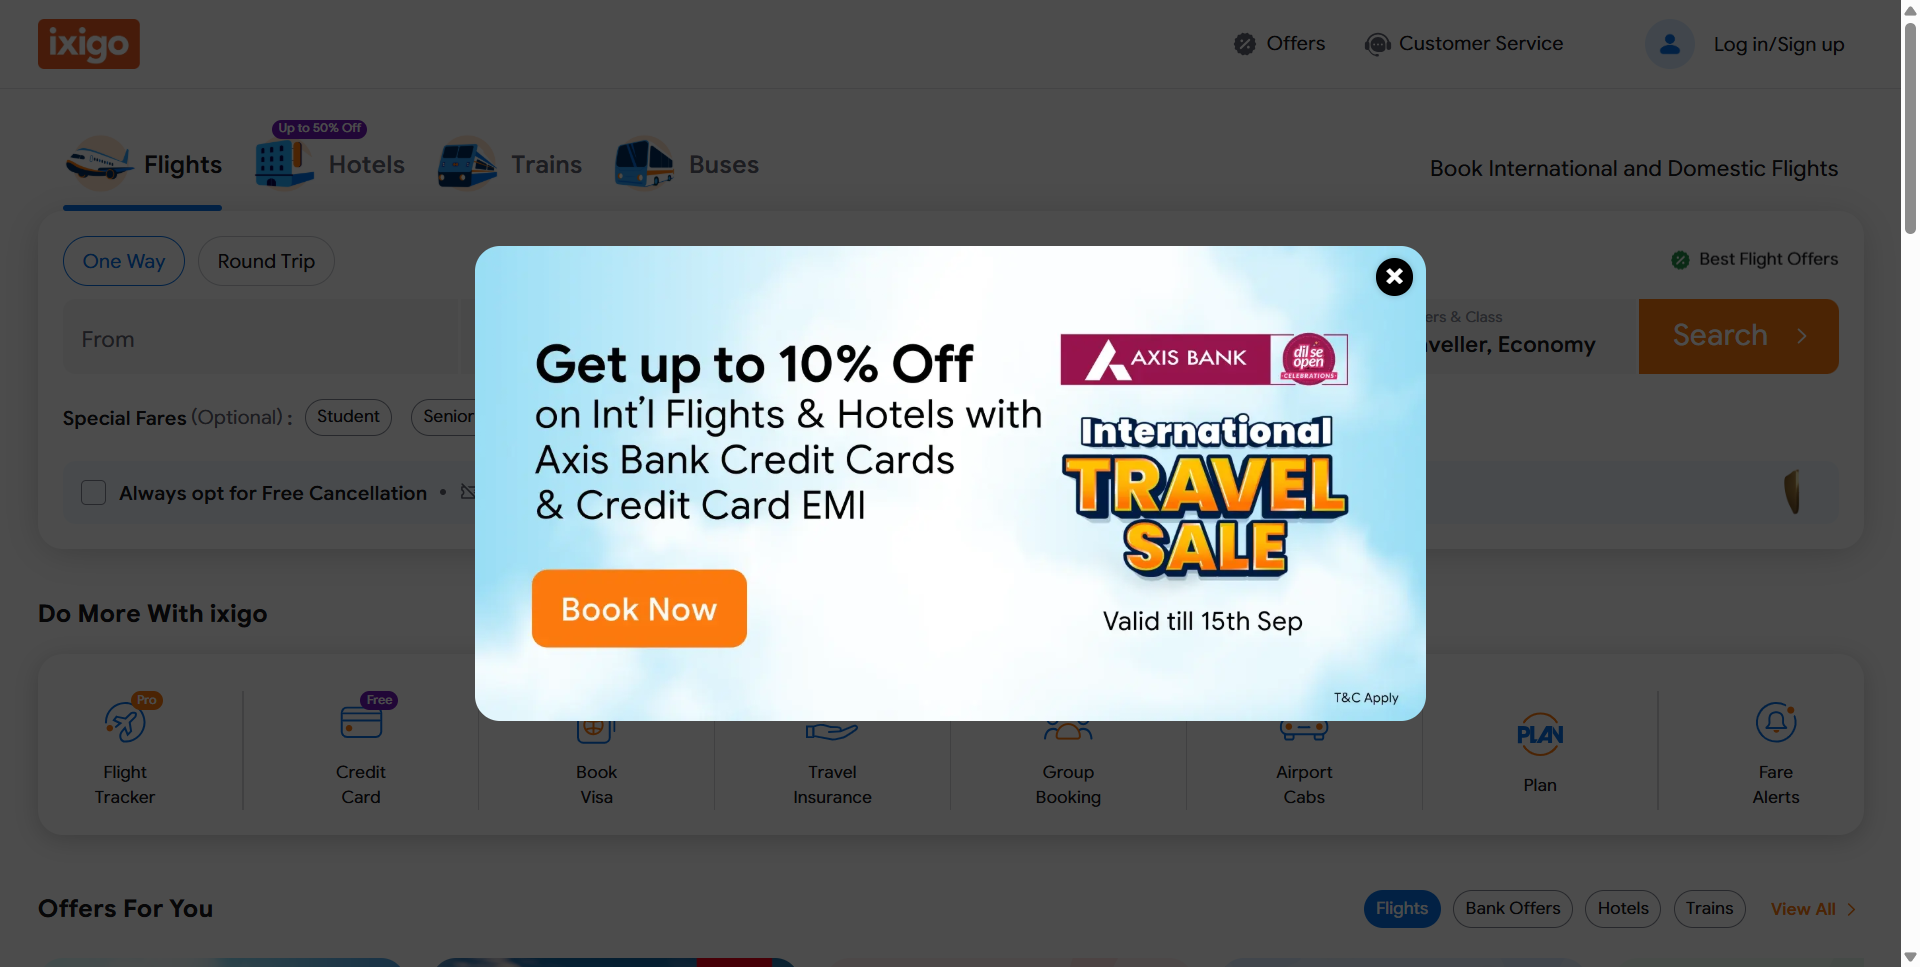 ixigo
Offers
Customer Service
Log in/Sign up
Flights
Up to 50% Off
Hotels
Trains
Buses
Book International and Domestic Flights
One Way
Round Trip
Best Flight Offers
From
ers & Class
veller, Economy
Search
Special Fares (Optional) :
Student
Senior
Always opt for Free Cancellation •
Get up to 10% Off
on Int'l Flights & Hotels with
Axis Bank Credit Cards
& Credit Card EMI
Book Now
AXIS BANK
dil se
open
CELEBRATIONS
International
TRAVEL
SALE
Valid till 15th Sep
T&C Apply
Do More With ixigo
Pro
Flight
Tracker
Free
Credit
Card
Book
Visa
Travel
Insurance
Group
Booking
Airport
Cabs
PLAN
Plan
Fare
Alerts
Offers For You
Flights
Bank Offers
Hotels
Trains
View All